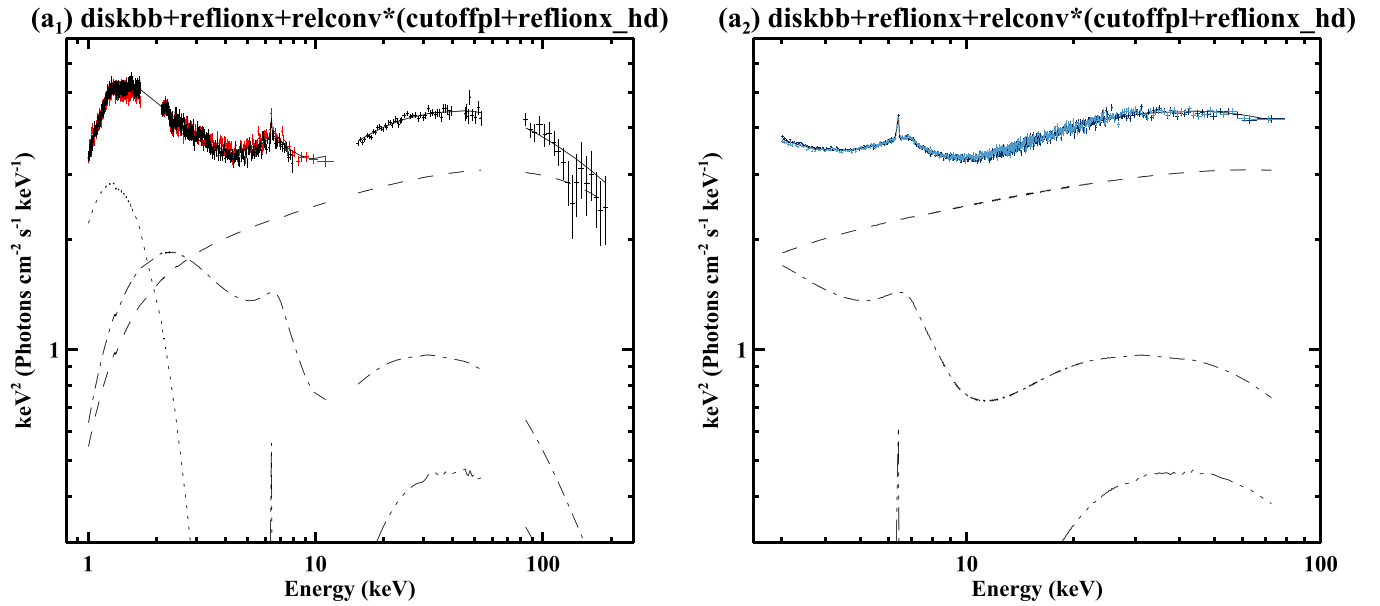 (a₁) diskbb+reflionx+relconv*(cutoffpl+reflionx_hd)
(a₂) diskbb+reflionx+relconv*(cutoffpl+reflionx_hd)
keV² (Photons cm⁻² s⁻¹ keV⁻¹)
1
1 10 100
Energy (keV)
keV² (Photons cm⁻² s⁻¹ keV⁻¹)
1
10 100
Energy (keV)